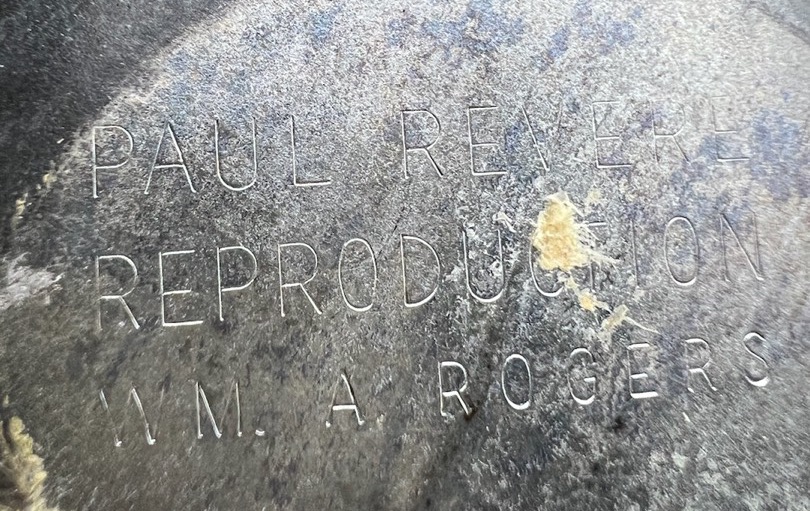 PAUL REVERE
REPRODUCTION
WM. A. ROGERS